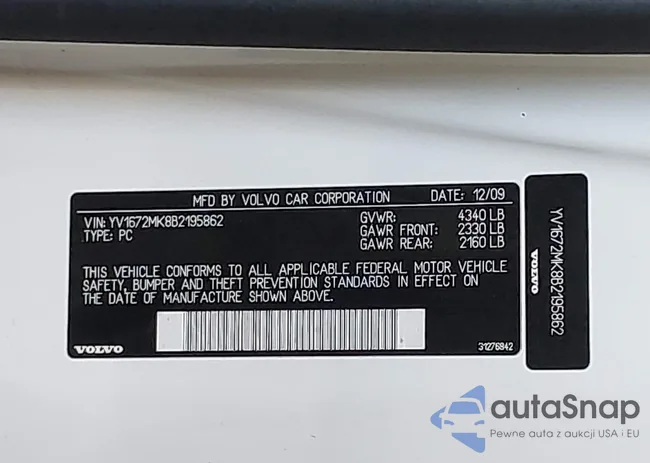 MFD BY VOLVO CAR CORPORATION DATE: 12/09
VIN: YV1672MK8B2195862 GVWR: 4340 LB
TYPE: PC GAWR FRONT: 2330 LB
GAWR REAR: 2160 LB
THIS VEHICLE CONFORMS TO ALL APPLICABLE FEDERAL MOTOR VEHICLE
SAFETY, BUMPER AND THEFT PREVENTION STANDARDS IN EFFECT ON
THE DATE OF MANUFACTURE SHOWN ABOVE.
VOLVO 31276842
YV1672MK8B2195862
VOLVO
autaSnap
Pewne auta z aukcji USA i EU